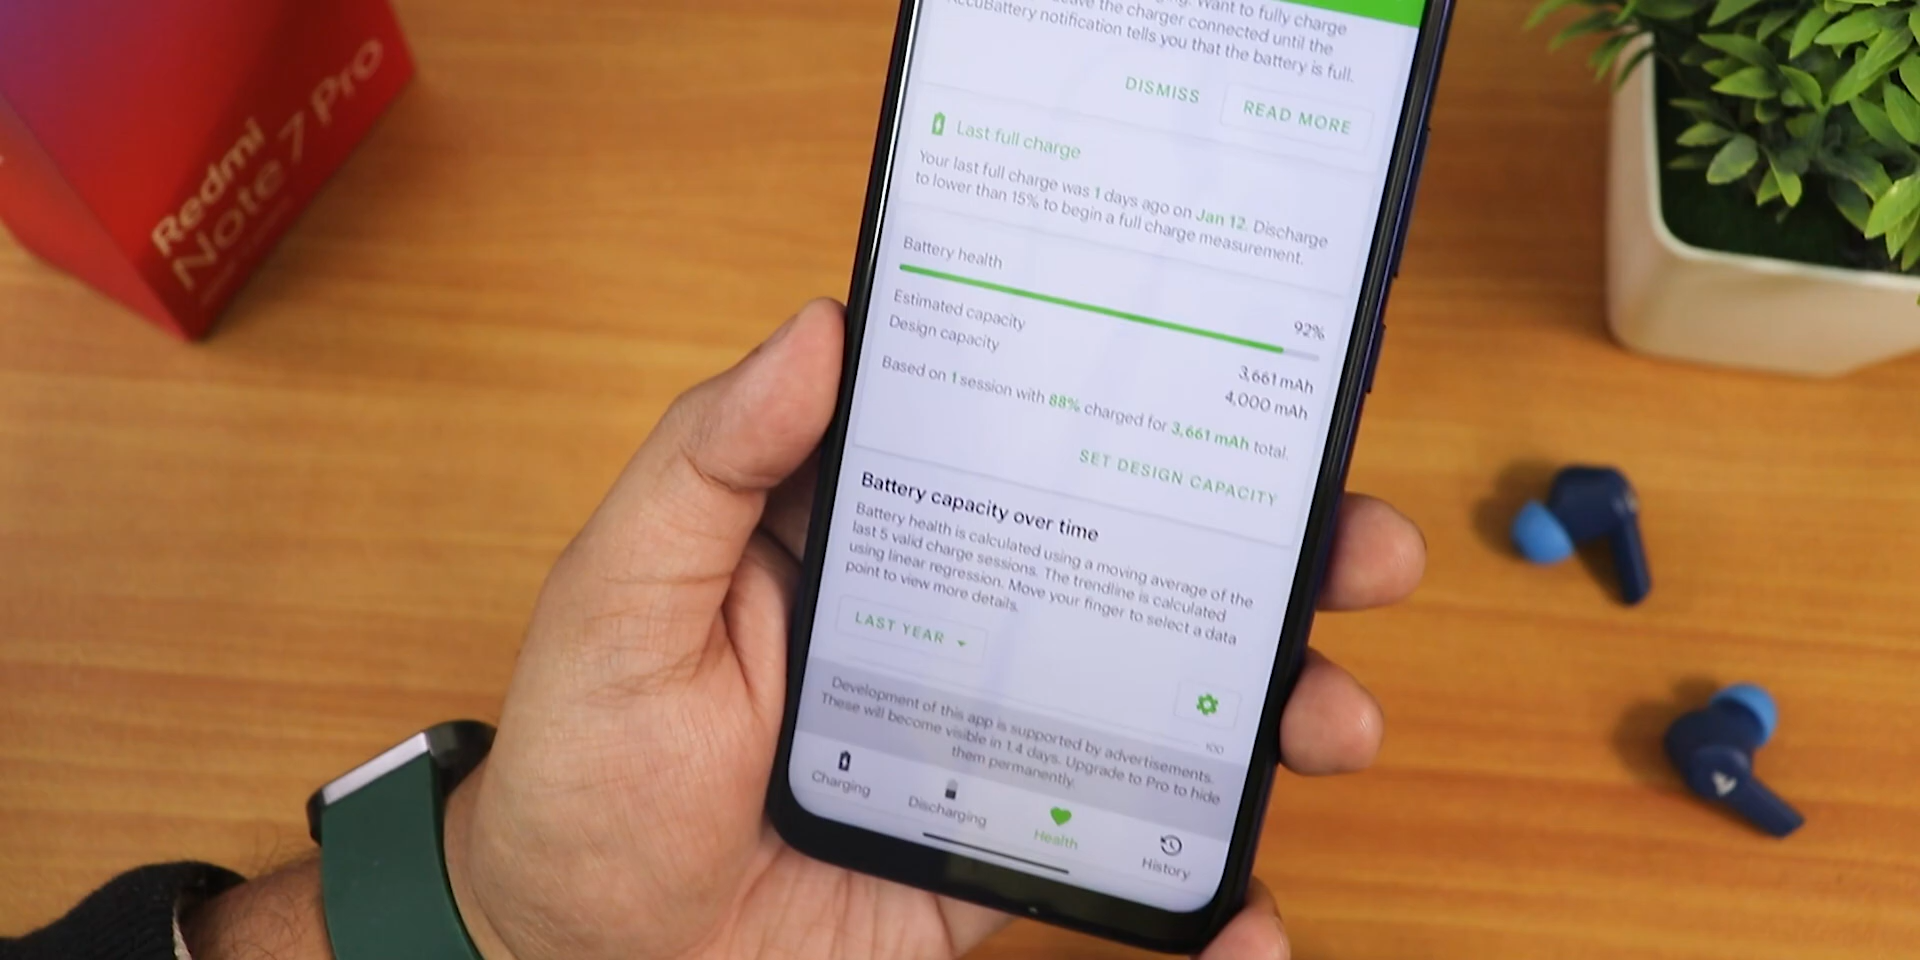 Redmi
Note 7 Pro
Want to fully charge
the charger connected until the
AccuBattery notification tells you that the battery is full.
DISMISS
READ MORE
Last full charge
Your last full charge was 1 days ago on Jan 12. Discharge
to lower than 15% to begin a full charge measurement.
Battery health
92%
Estimated capacity
3,661 mAh
Design capacity
4,000 mAh
Based on 1 session with 88% charged for 3,661 mAh total.
SET DESIGN CAPACITY
Battery capacity over time
Battery health is calculated using a moving average of the
last 5 valid charge sessions. The trendline is calculated
using linear regression. Move your finger to select a data
point to view more details.
LAST YEAR
100
Development of this app is supported by advertisements.
These will become visible in 1.4 days. Upgrade to Pro to hide
them permanently.
Charging
Discharging
Health
History